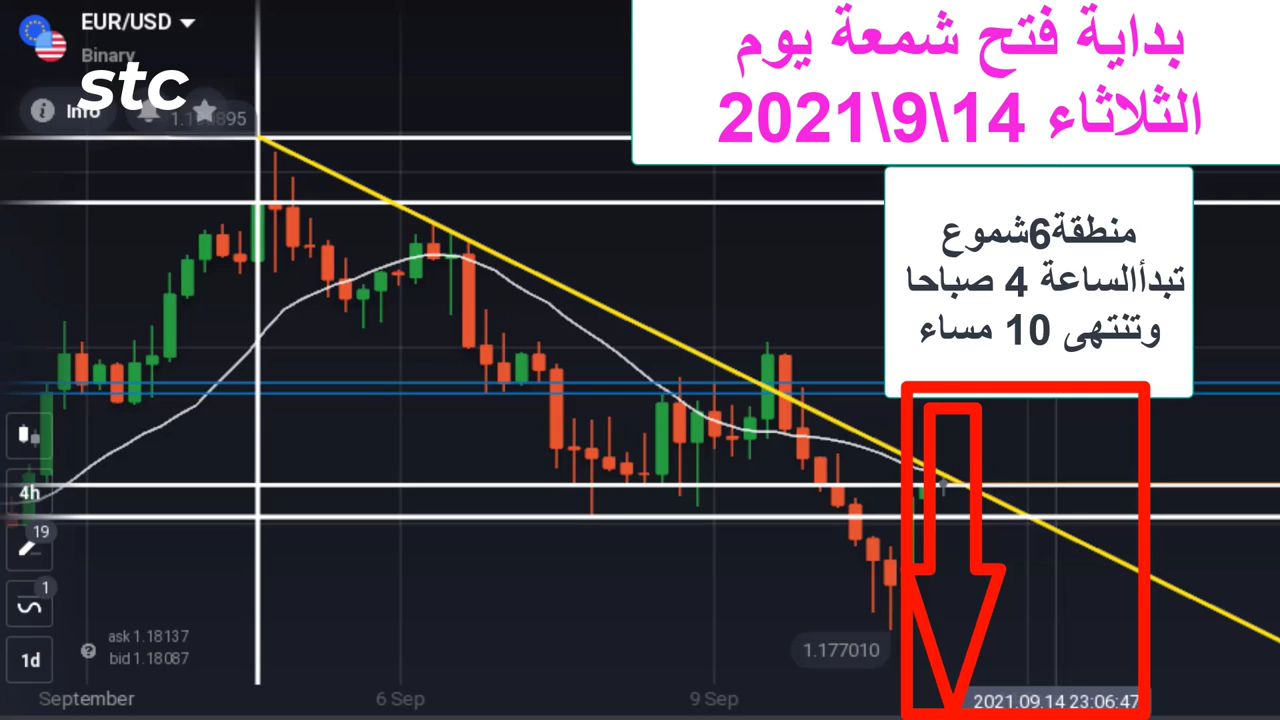 EUR/USD
Binary
stc
Info
بداية فتح شمعة يوم
الثلاثاء 14\9\2021
منطقة6شموع
تبدأالساعة 4 صباحا
وتنتهى 10 مساء
4h
19
1
ask 1.18137
bid 1.18087
1d
1.177010
September
6 Sep
9 Sep
2021.09.14 23:06:47